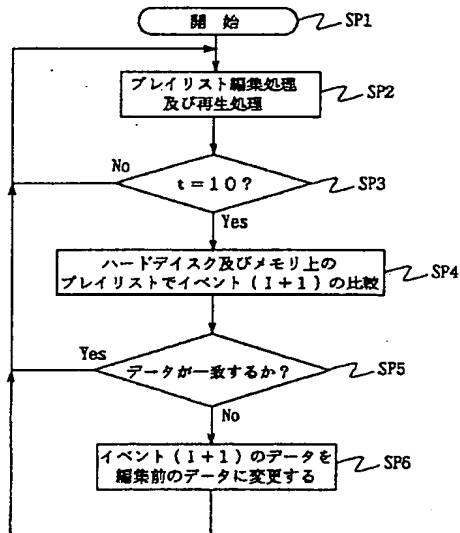 開 始
SP1
プレイリスト編集処理
及び再生処理
SP2
No
t=10?
SP3
Yes
ハードデイスク及びメモリ上の
プレイリストでイベント(I+1)の比較
SP4
Yes
データが一致するか?
SP5
No
イベント(I+1)のデータを
編集前のデータに変更する
SP6